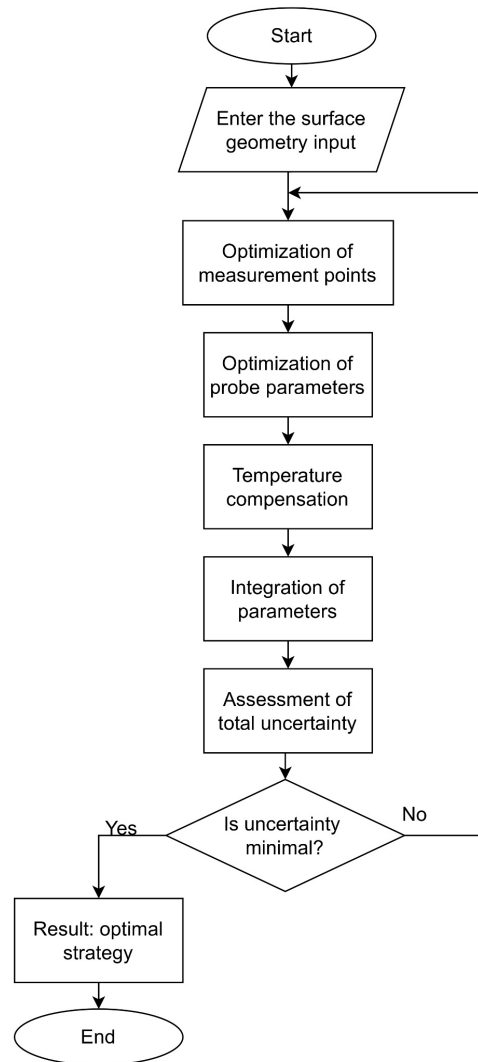 Start
Enter the surface
geometry input
Optimization of
measurement points
Optimization of
probe parameters
Temperature
compensation
Integration of
parameters
Assessment of
total uncertainty
Is uncertainty
minimal?
Yes
No
Result: optimal
strategy
End